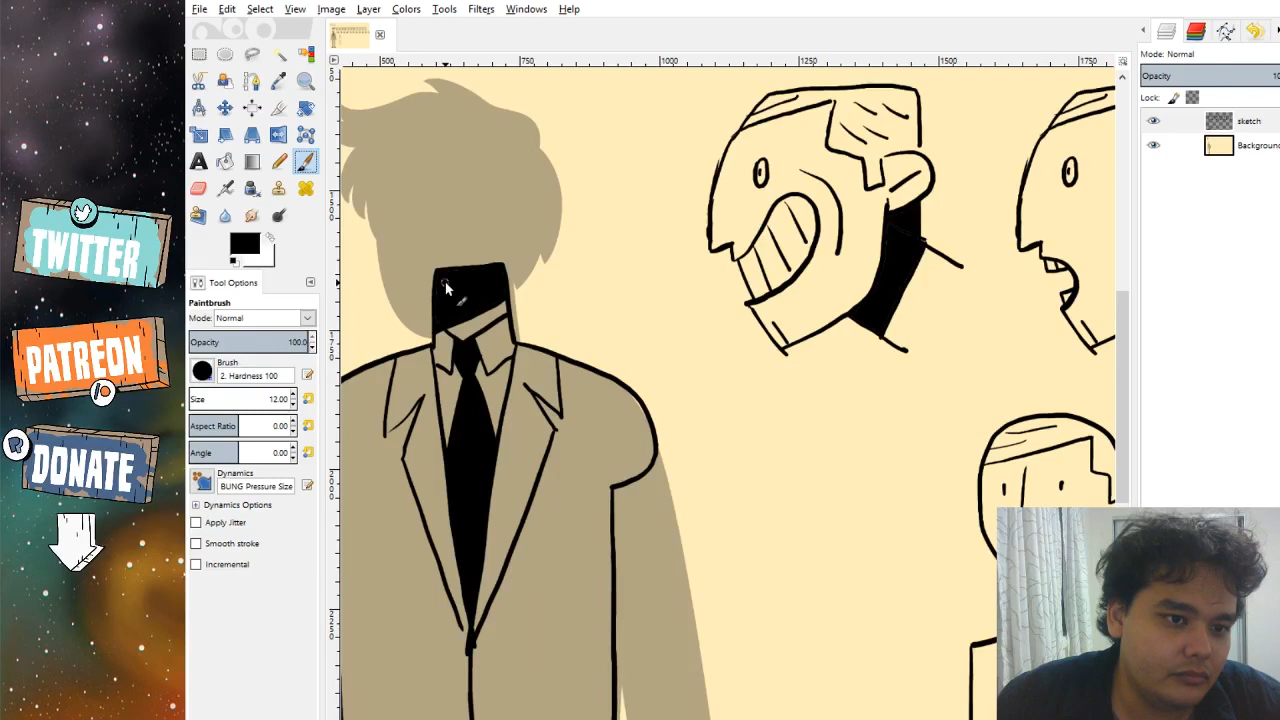 File Edit Select View Image Layer Colors Tools Filters Windows Help
500 750 1000 1250 1500 1750
Mode: Normal
Opacity 10
Lock:
sketch
Background
TWITTER
PATREON
DONATE
Tool Options
Paintbrush
Mode: Normal
Opacity 100.0
Brush
2. Hardness 100
Size 12.00
Aspect Ratio 0.00
Angle 0.00
Dynamics
BUNG Pressure Size
Dynamics Options
Apply Jitter
Smooth stroke
Incremental